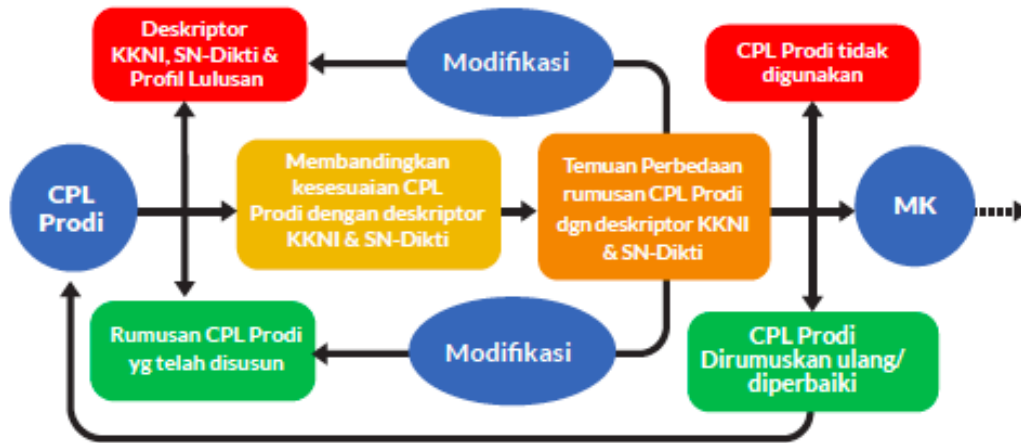 Deskriptor
KKNI, SN-Dikti &
Profil Lulusan
Modifikasi
CPL Prodi tidak
digunakan
CPL
Prodi
Membandingkan
kesesuaian CPL
Prodi dengan deskriptor
KKNI & SN-Dikti
Temuan Perbedaan
rumusan CPL Prodi
dgn deskriptor KKNI
& SN-Dikti
MK
Rumusan CPL Prodi
yg telah disusun
Modifikasi
CPL Prodi
Dirumuskan ulang/
diperbaiki